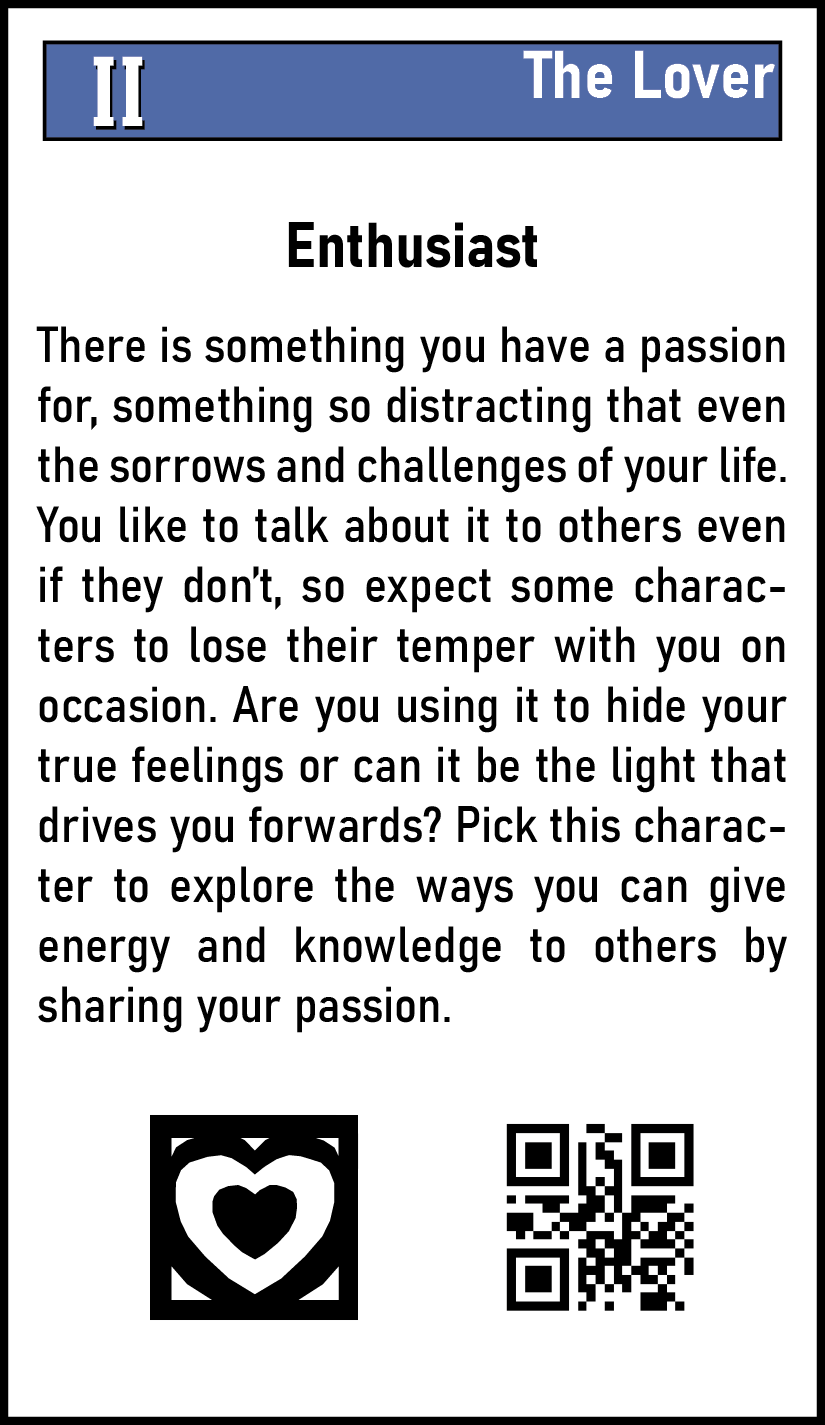 II
The Lover
Enthusiast
There is something you have a passion
for, something so distracting that even
the sorrows and challenges of your life.
You like to talk about it to others even
if they don’t, so expect some charac-
ters to lose their temper with you on
occasion. Are you using it to hide your
true feelings or can it be the light that
drives you forwards? Pick this charac-
ter to explore the ways you can give
energy and knowledge to others by
sharing your passion.